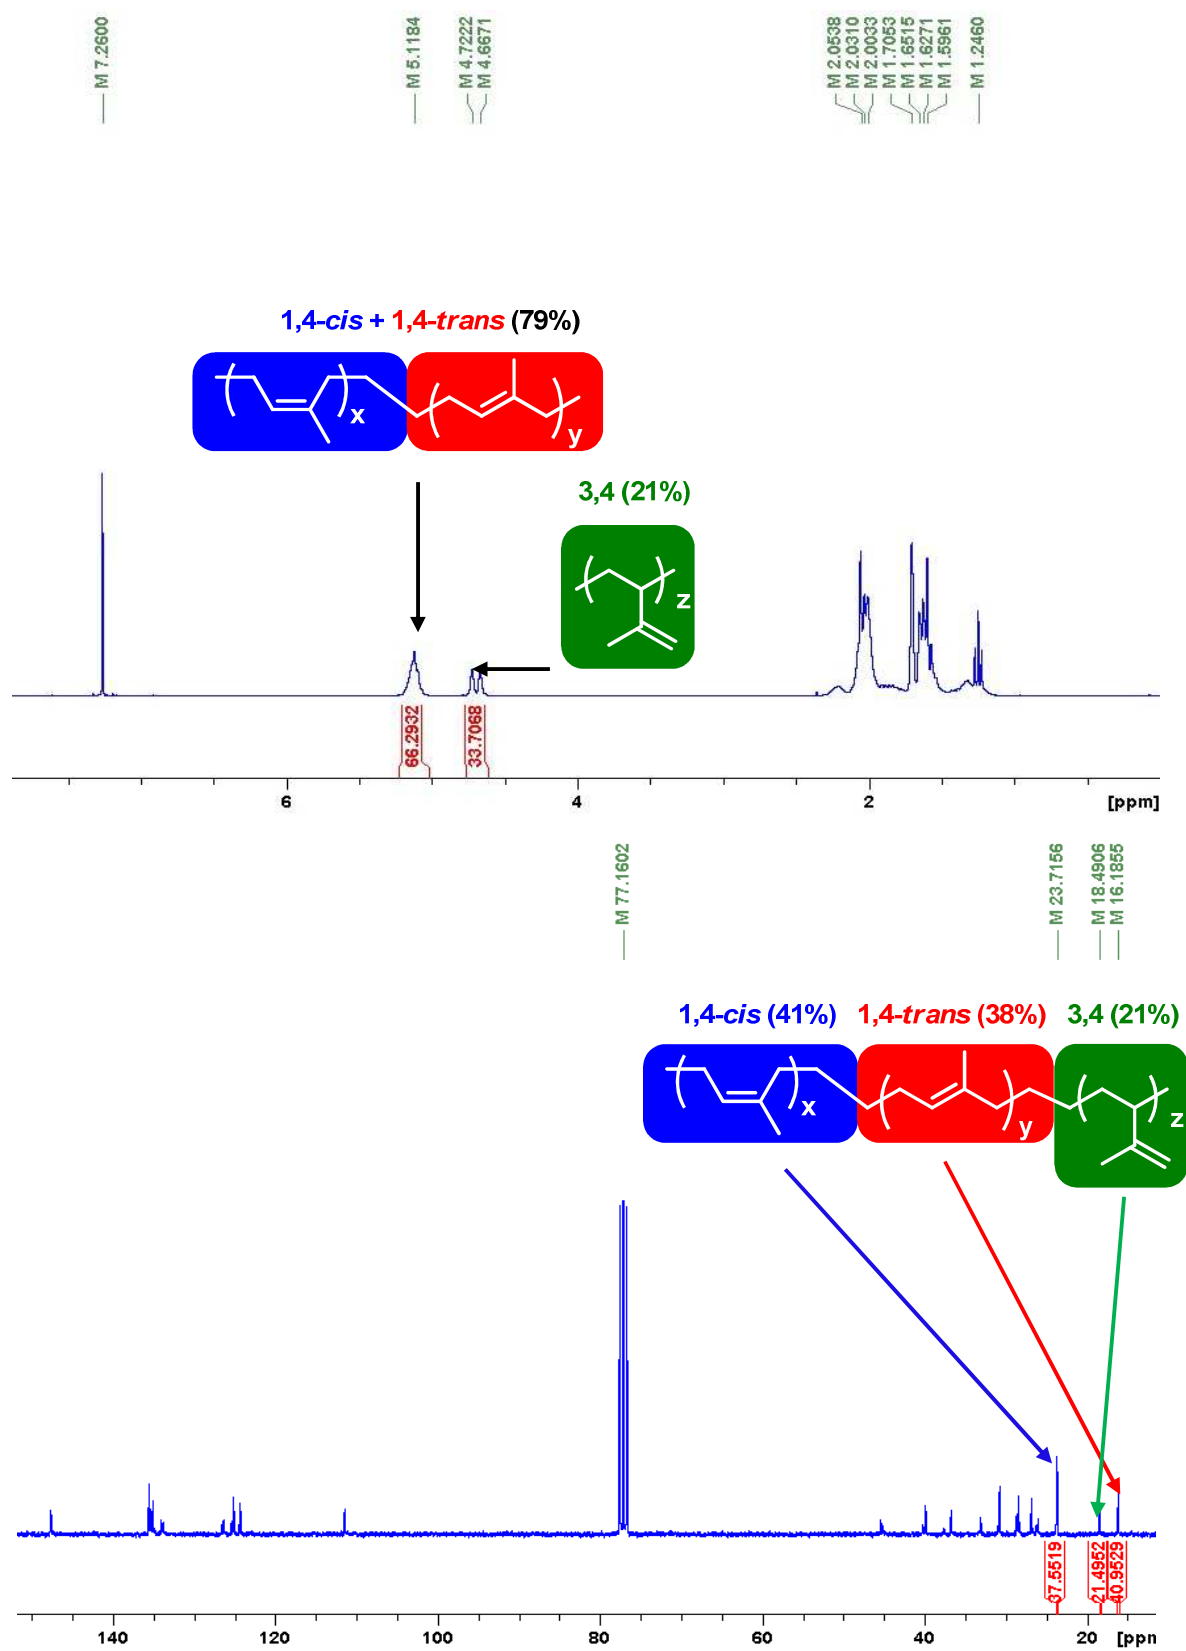 M 7.2600
M 5.1184
M 4.7222
M 4.6671
M 2.0538
M 2.0310
M 2.0033
M 1.7053
M 1.6515
M 1.6271
M 1.5961
M 1.2460
1,4-cis + 1,4-trans (79%)
x
y
3,4 (21%)
z
66.2932
33.7068
6
4
2
[ppm]
M 77.1602
M 23.7156
M 18.4906
M 16.1855
1,4-cis (41%) 1,4-trans (38%) 3,4 (21%)
x
y
z
37.5519
21.4952
40.9529
140
120
100
80
60
40
20
[ppm